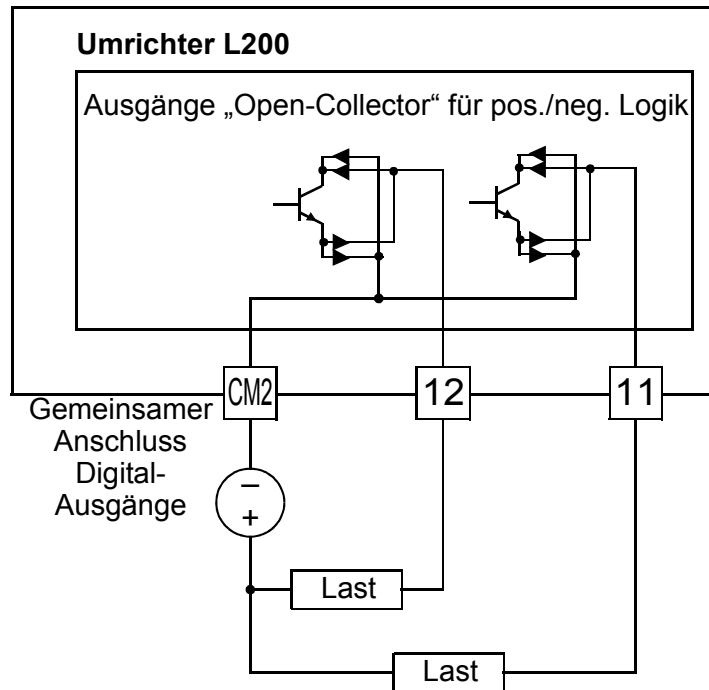 Umrichter L200
Ausgänge „Open-Collector“ für pos./neg. Logik
CM2
12
11
Gemeinsamer
Anschluss
Digital-
Ausgänge
–
+
Last
Last